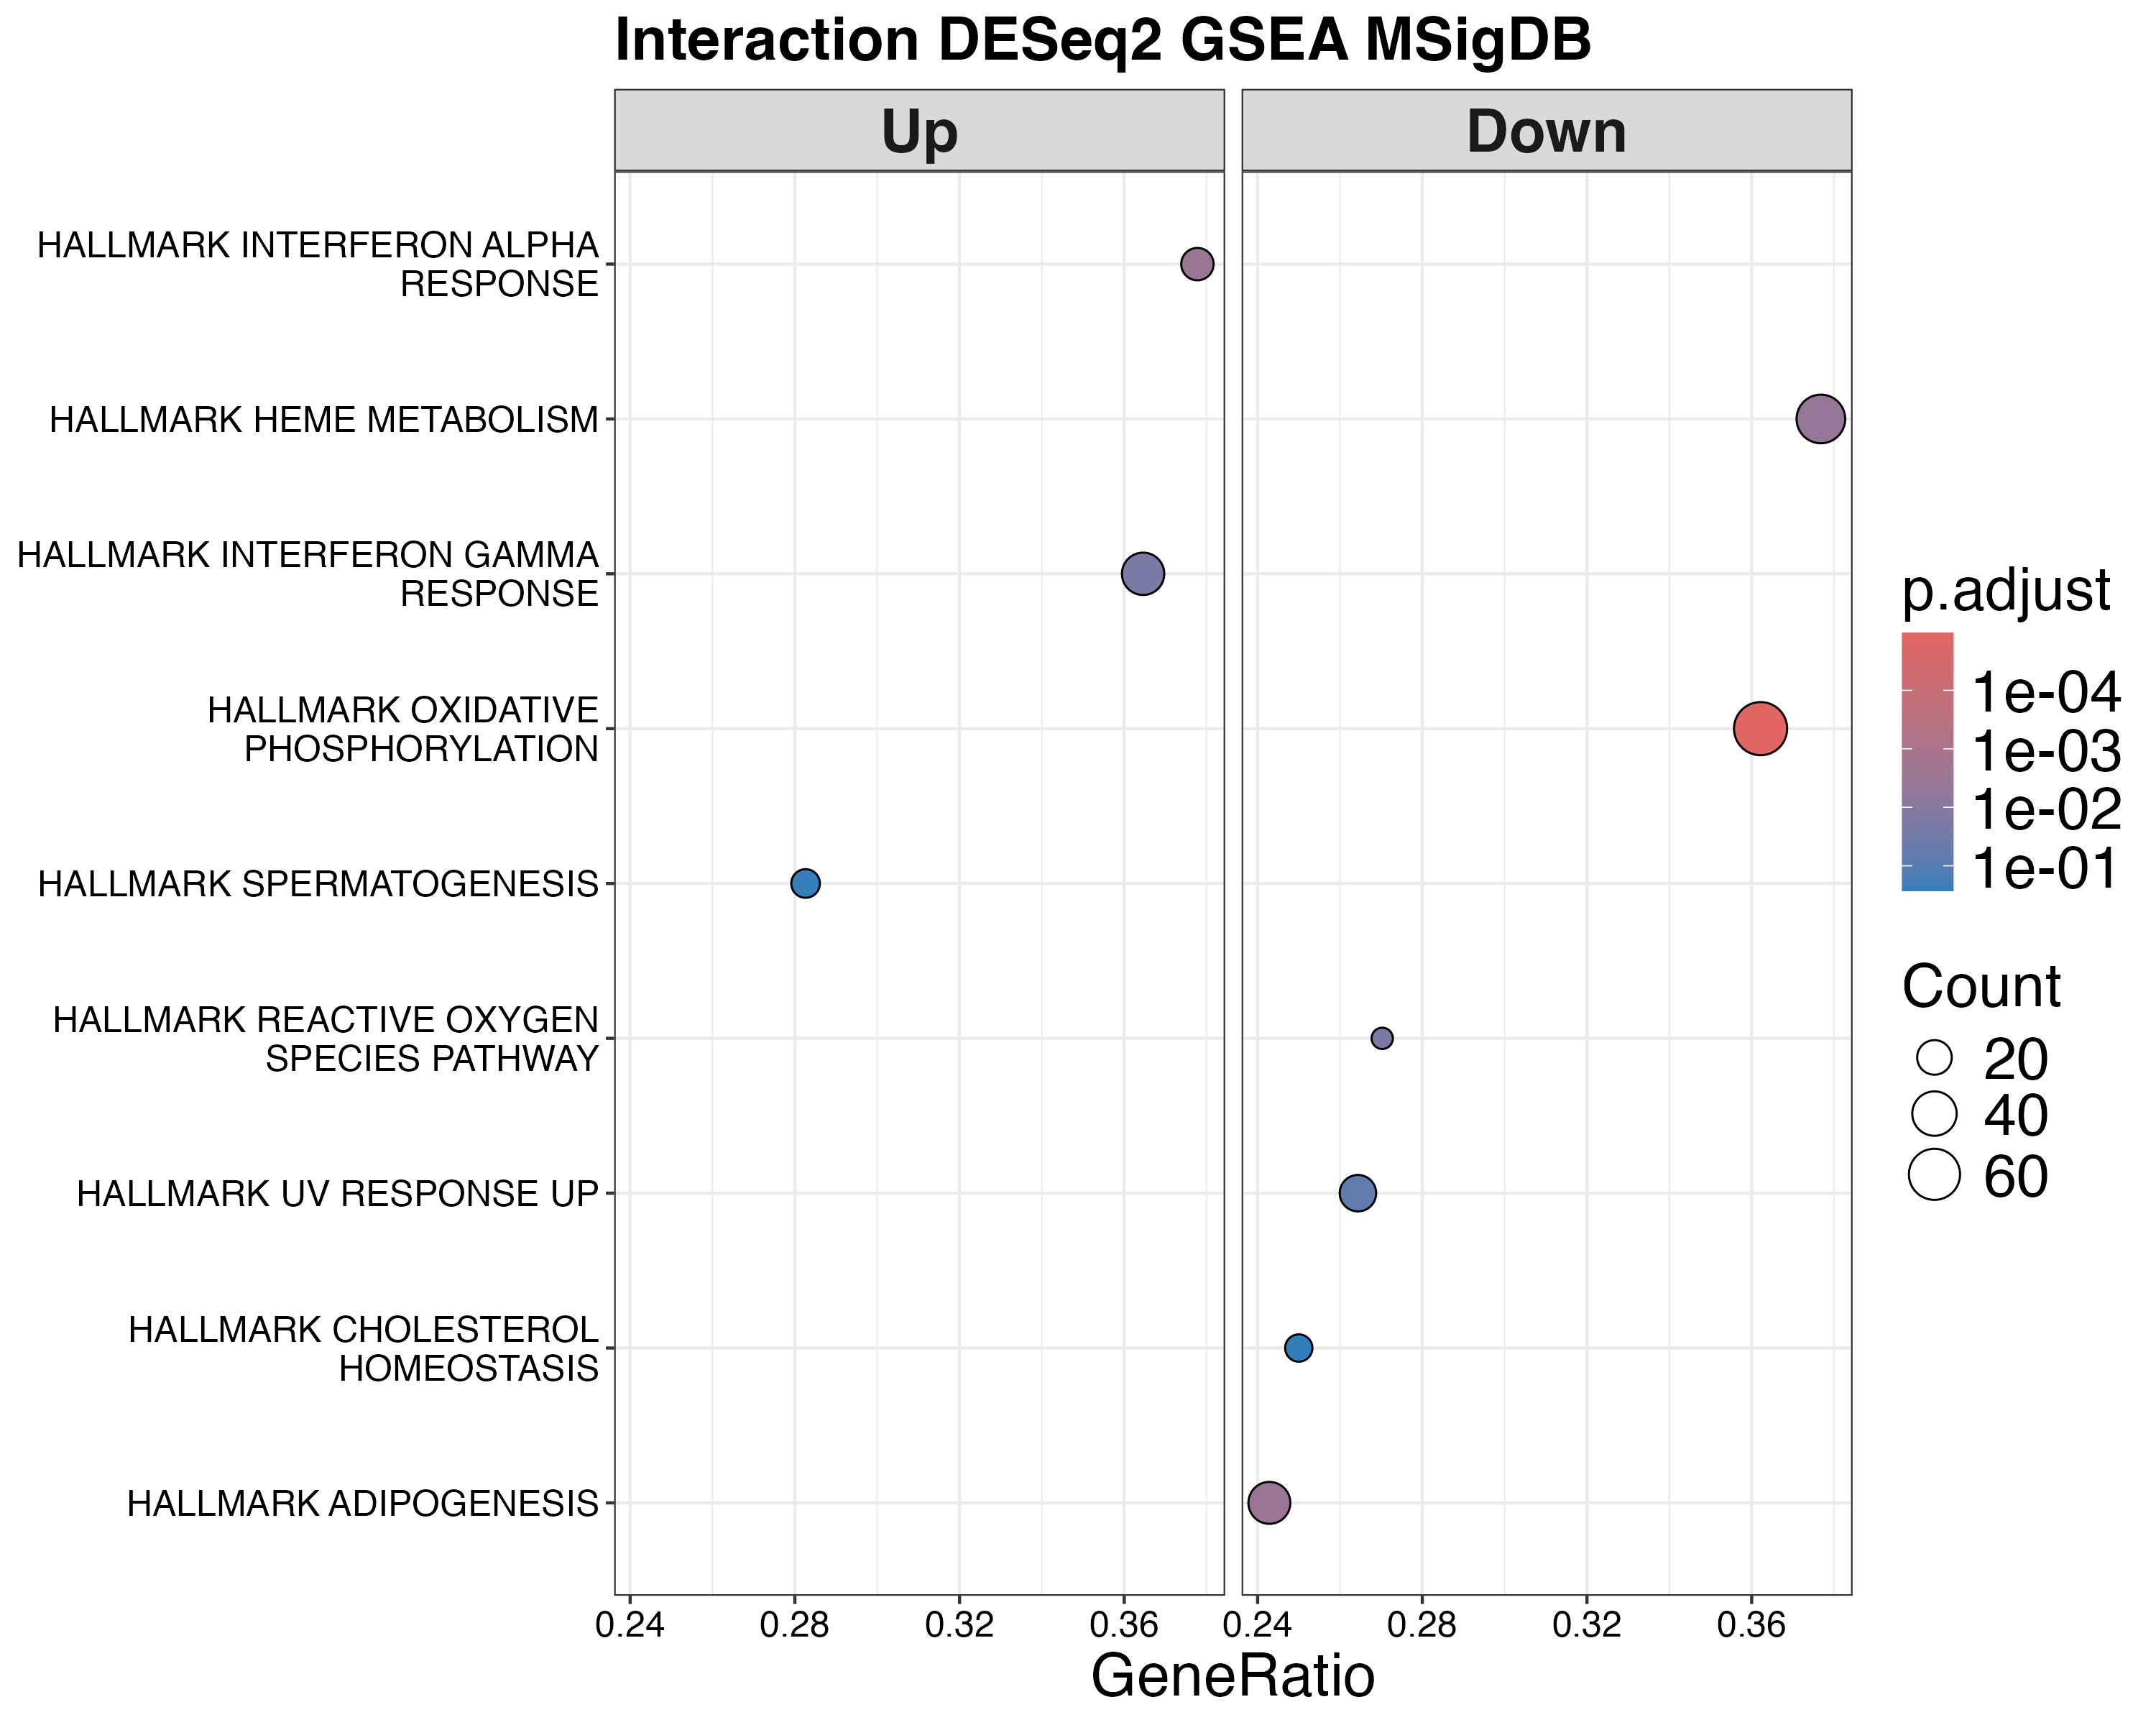 Interaction DESeq2 GSEA MSigDB
Up
Down
HALLMARK INTERFERON ALPHA
RESPONSE
HALLMARK HEME METABOLISM
HALLMARK INTERFERON GAMMA
RESPONSE
HALLMARK OXIDATIVE
PHOSPHORYLATION
HALLMARK SPERMATOGENESIS
HALLMARK REACTIVE OXYGEN
SPECIES PATHWAY
HALLMARK UV RESPONSE UP
HALLMARK CHOLESTEROL
HOMEOSTASIS
HALLMARK ADIPOGENESIS
0.24 0.28 0.32 0.36
0.24 0.28 0.32 0.36
GeneRatio
p.adjust
1e-04
1e-03
1e-02
1e-01
Count
20
40
60